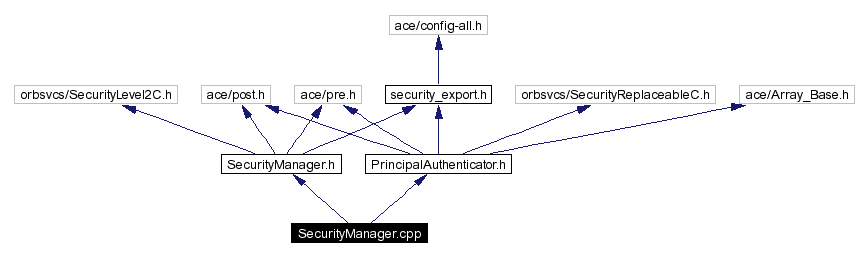 ace/config-all.h
orbsvcs/SecurityLevel2C.h
ace/post.h
ace/pre.h
security_export.h
orbsvcs/SecurityReplaceableC.h
ace/Array_Base.h
SecurityManager.h
PrincipalAuthenticator.h
SecurityManager.cpp